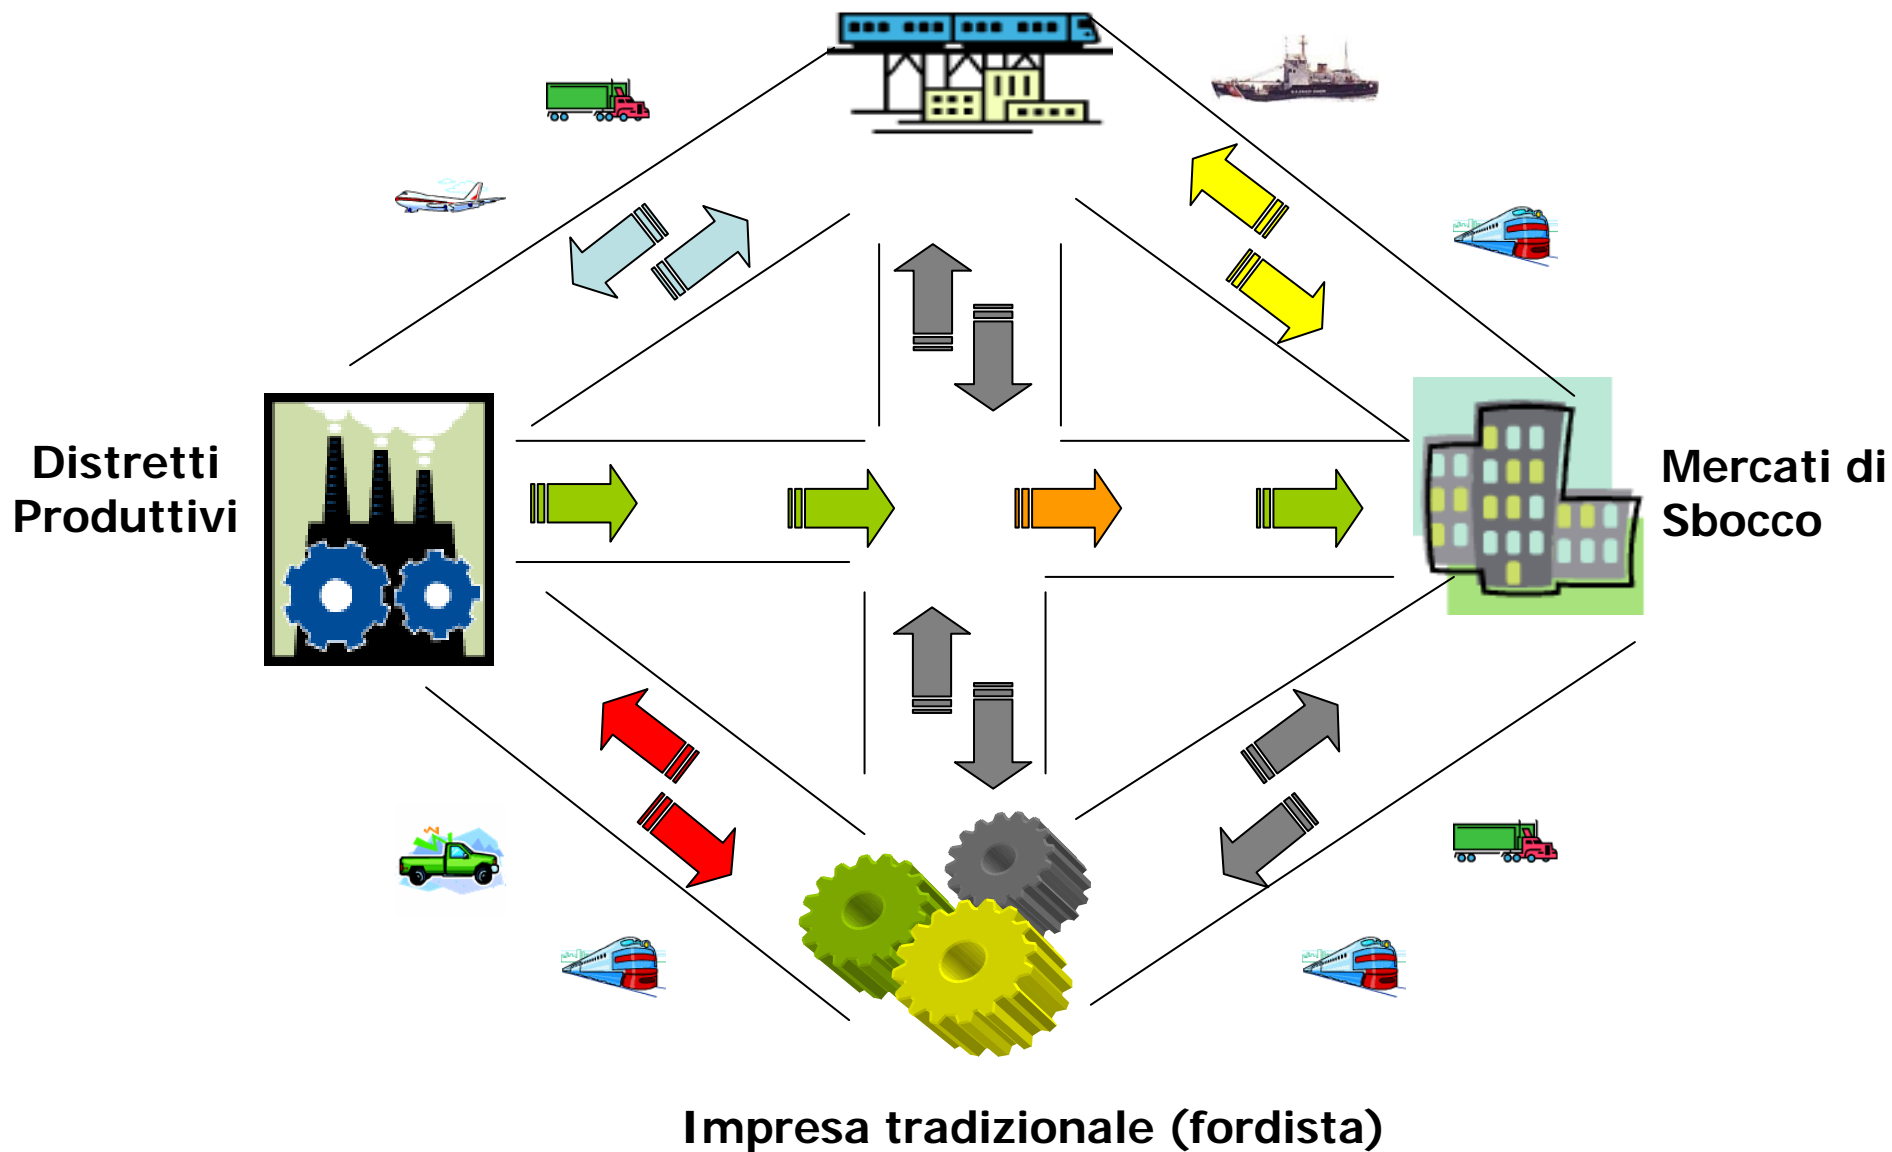 Distretti
Produttivi
Mercati di
Sbocco
Impresa tradizionale (fordista)